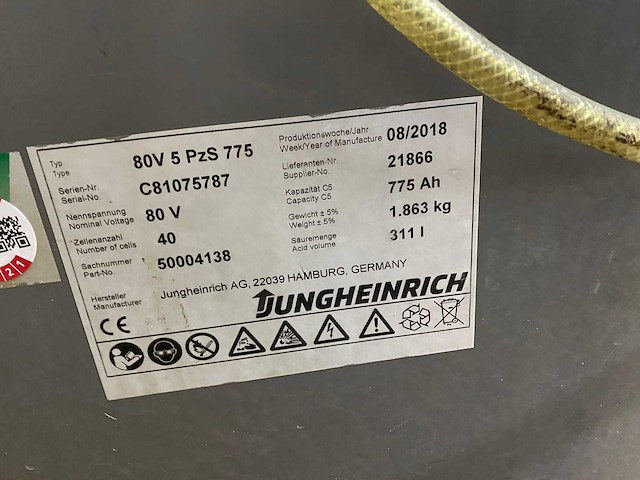 Typ
Type
80V 5 PzS 775
Serien-Nr.
Serial-No.
C81075787
Nennspannung
Nominal Voltage
80 V
Zellenanzahl
Number of cells
40
Sachnummer
Part-No.
50004138
Produktionswoche/Jahr
Week/Year of Manufacture
08/2018
Lieferanten-Nr.
Supplier-No.
21866
Kapazität C5
Capacity C5
775 Ah
Gewicht ± 5%
Weight ± 5%
1.863 kg
Säuremenge
Acid volume
311 l
Hersteller
Manufacturer
Jungheinrich AG, 22039 HAMBURG, GERMANY
JUNGHEINRICH
CE
2 1